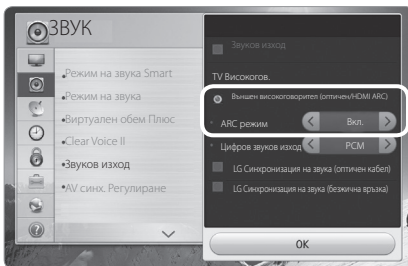 ЗВУК
Режим на звука Smart
Режим на звука
Виртуален обем Плюс
Clear Voice II
Звуков изход
AV синх. Регулиране
Звуков изход
TV Високогов.
Външен високоговорител (оптичен/HDMI ARC)
ARC режим Вкл.
Цифров звуков изход PCM
LG Синхронизация на звука (оптичен кабел)
LG Синхронизация на звука (безжична връзка)
ОК